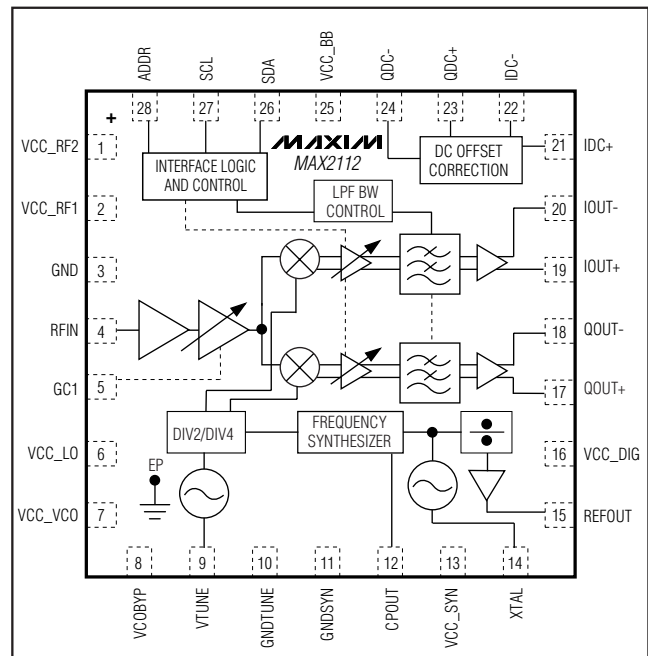 ADDR
SCL
SDA
VCC_BB
QDC-
QDC+
IDC-
28
27
26
25
24
23
22
+
VCC_RF2
1
VCC_RF1
2
GND
3
RFIN
4
GC1
5
VCC_LO
6
VCC_VCO
7
MAXIM
MAX2112
INTERFACE LOGIC
AND CONTROL
LPF BW
CONTROL
DC OFFSET
CORRECTION
DIV2/DIV4
FREQUENCY
SYNTHESIZER
EP
21
IDC+
20
IOUT-
19
IOUT+
18
QOUT-
17
QOUT+
16
VCC_DIG
15
REFOUT
8
9
10
11
12
13
14
VCOBYP
VTUNE
GNDTUNE
GNDSYN
CPOUT
VCC_SYN
XTAL